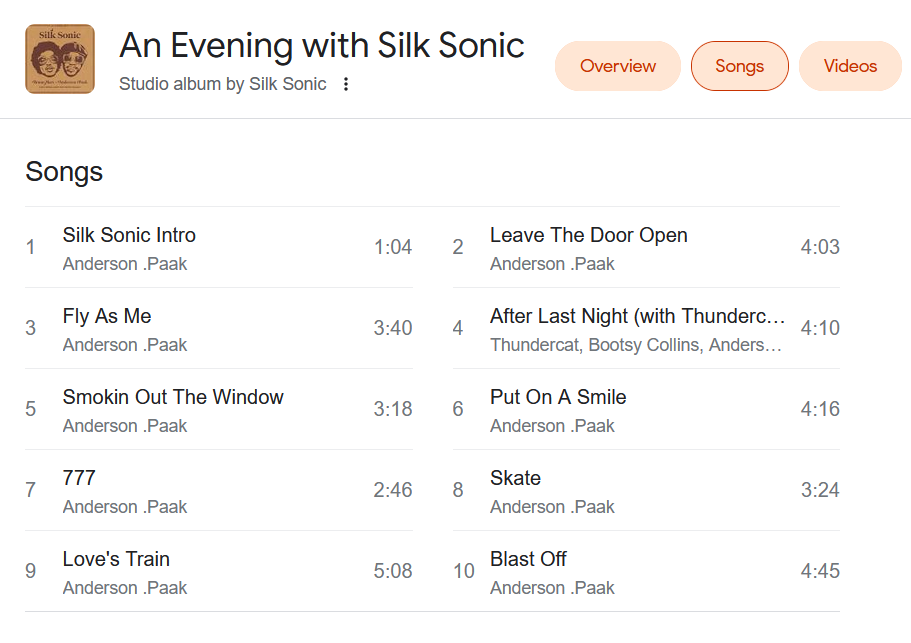 Silk Sonic
An Evening with Silk Sonic
Studio album by Silk Sonic
Overview
Songs
Videos
Songs
1
Silk Sonic Intro
Anderson .Paak
1:04
2
Leave The Door Open
Anderson .Paak
4:03
3
Fly As Me
Anderson .Paak
3:40
4
After Last Night (with Thunderc…
Thundercat, Bootsy Collins, Anders…
4:10
5
Smokin Out The Window
Anderson .Paak
3:18
6
Put On A Smile
Anderson .Paak
4:16
7
777
Anderson .Paak
2:46
8
Skate
Anderson .Paak
3:24
9
Love's Train
Anderson .Paak
5:08
10
Blast Off
Anderson .Paak
4:45